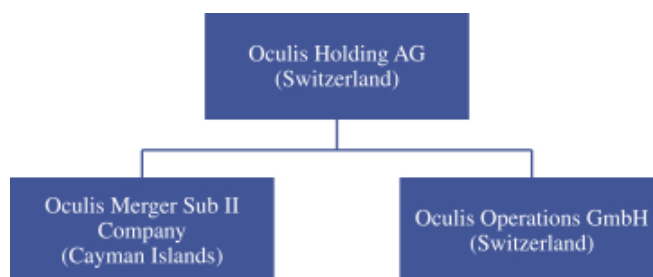 Oculis Holding AG
(Switzerland)
Oculis Merger Sub II
Company
(Cayman Islands)
Oculis Operations GmbH
(Switzerland)